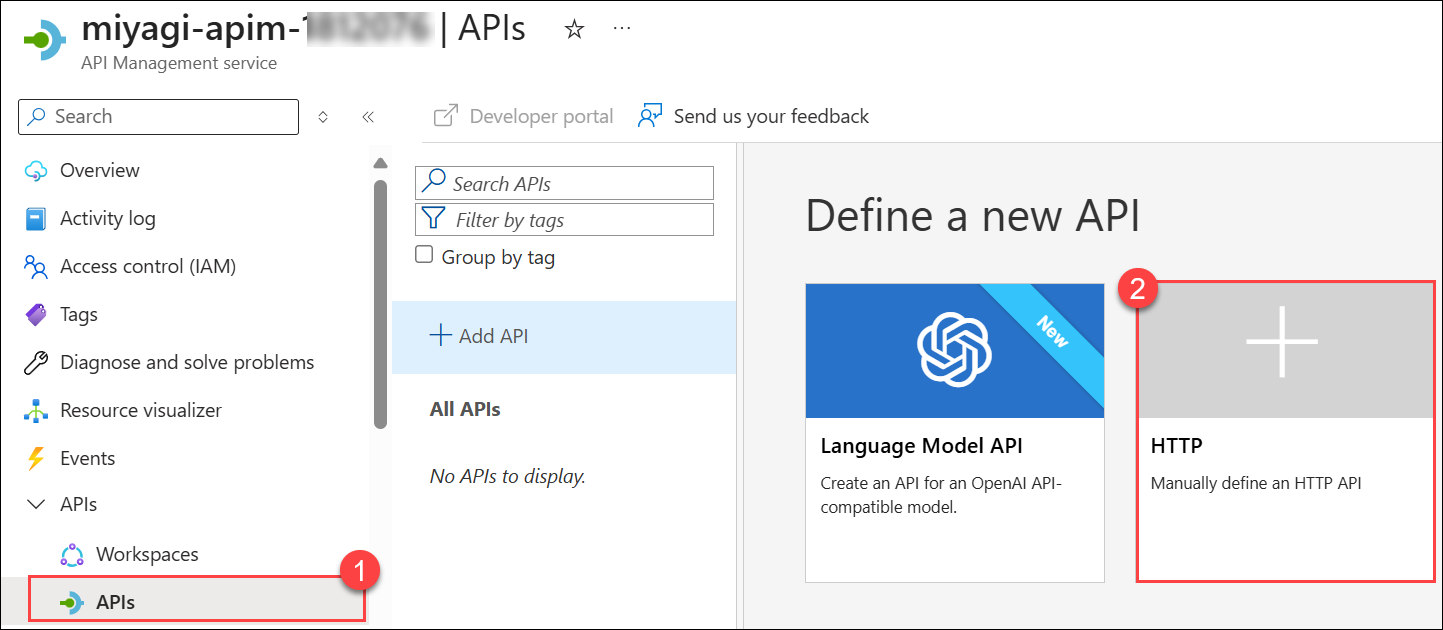 miyagi-apim- | APIs
API Management service
Search
Developer portal
Send us your feedback
Overview
Activity log
Access control (IAM)
Tags
Diagnose and solve problems
Resource visualizer
Events
APIs
Workspaces
1
APIs
Search APIs
Filter by tags
Group by tag
Add API
All APIs
No APIs to display.
Define a new API
New
Language Model API
Create an API for an OpenAI API-
compatible model.
2
HTTP
Manually define an HTTP API